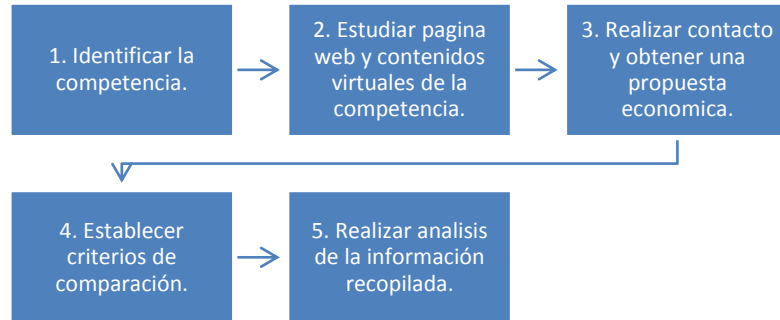 1. Identificar la
competencia.
2. Estudiar pagina
web y contenidos
virtuales de la
competencia.
3. Realizar contacto
y obtener una
propuesta
economica.
4. Establecer
criterios de
comparación.
5. Realizar analisis
de la información
recopilada.